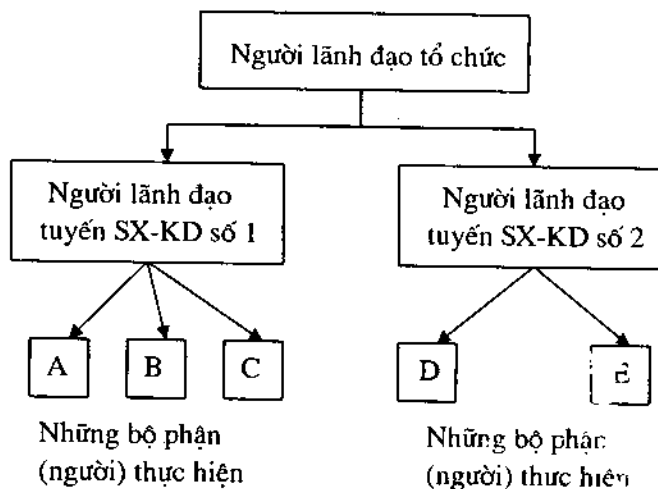 Người lãnh đạo tổ chức
Người lãnh đạo
tuyến SX-KD số 1
Người lãnh đạo
tuyến SX-KD số 2
A
B
C
D
E
Những bộ phận
(người) thực hiện
Những bộ phận
(người) thực hiện